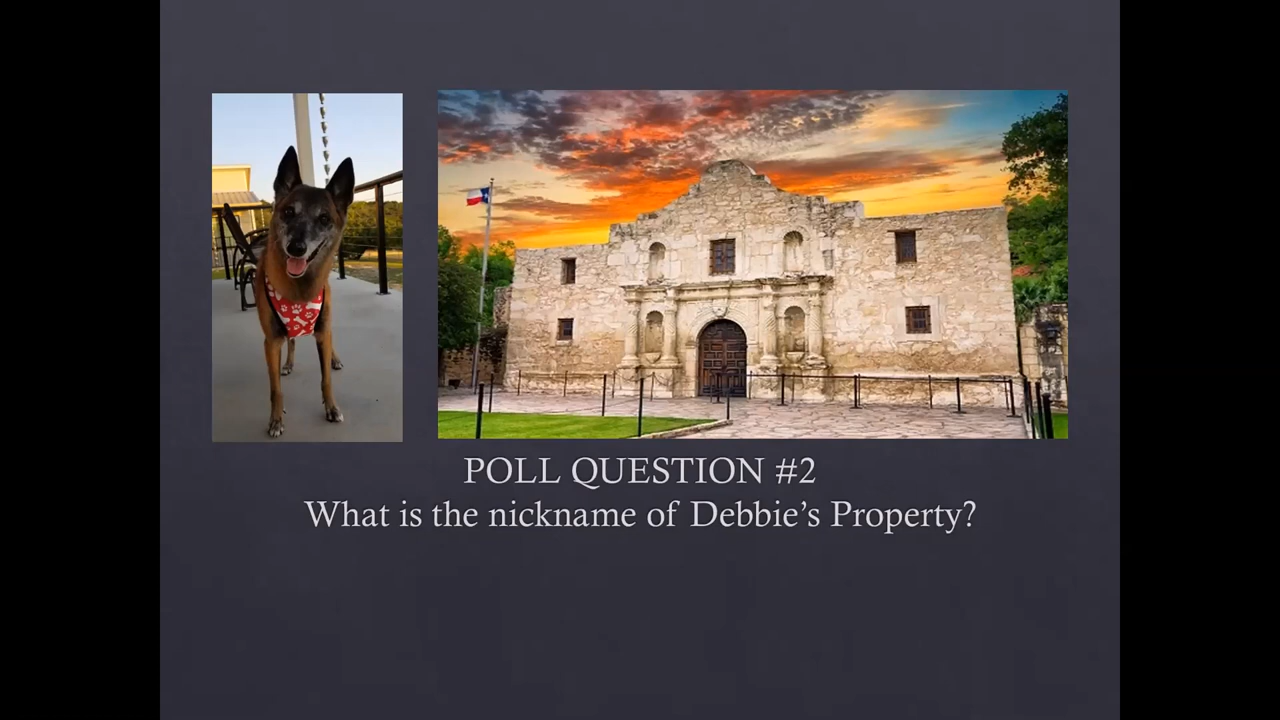 POLL QUESTION #2
What is the nickname of Debbie’s Property?